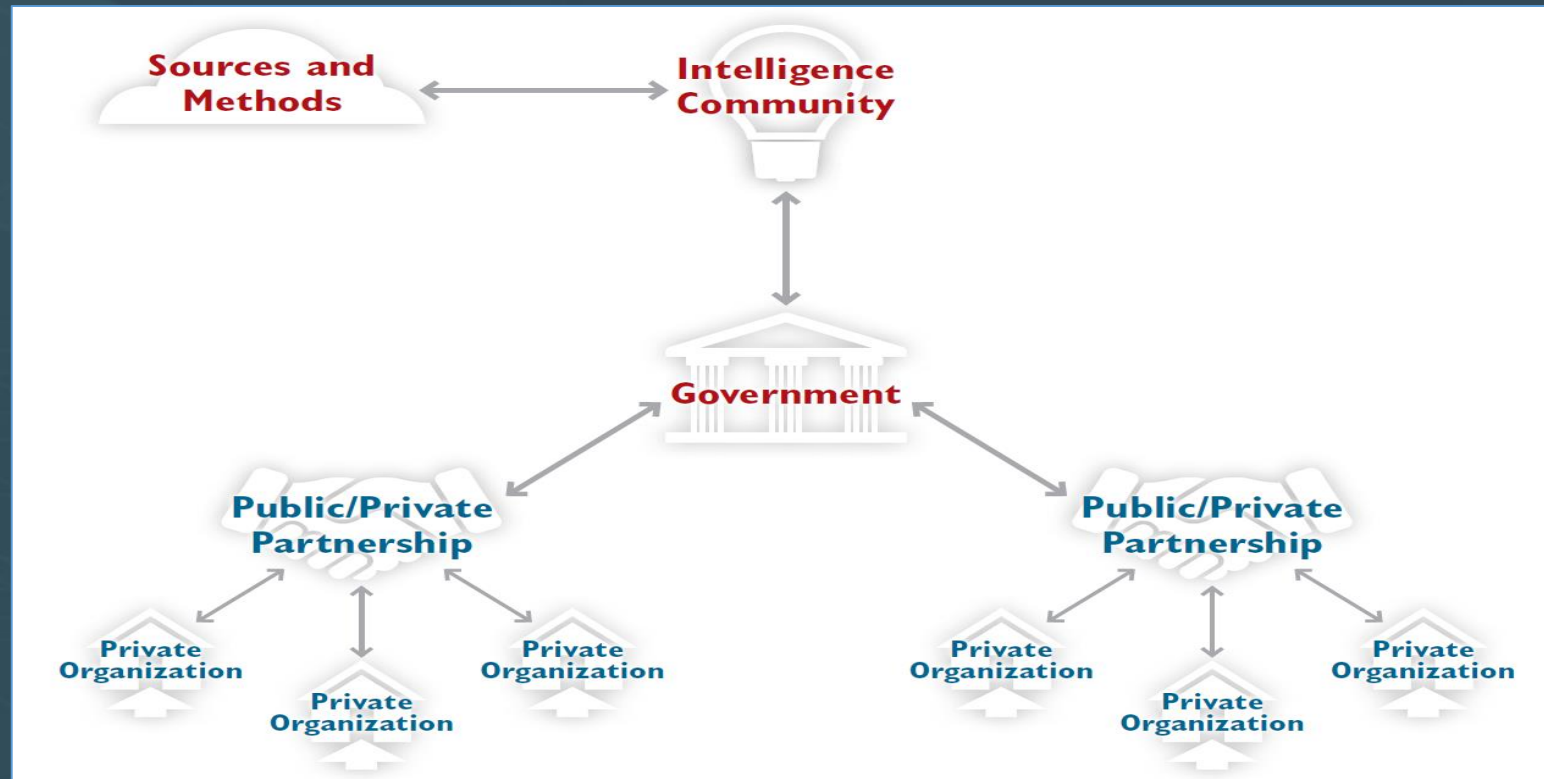 Sources and
Methods
Intelligence
Community
Government
Public/Private
Partnership
Public/Private
Partnership
Private
Organization
Private
Organization
Private
Organization
Private
Organization
Private
Organization
Private
Organization